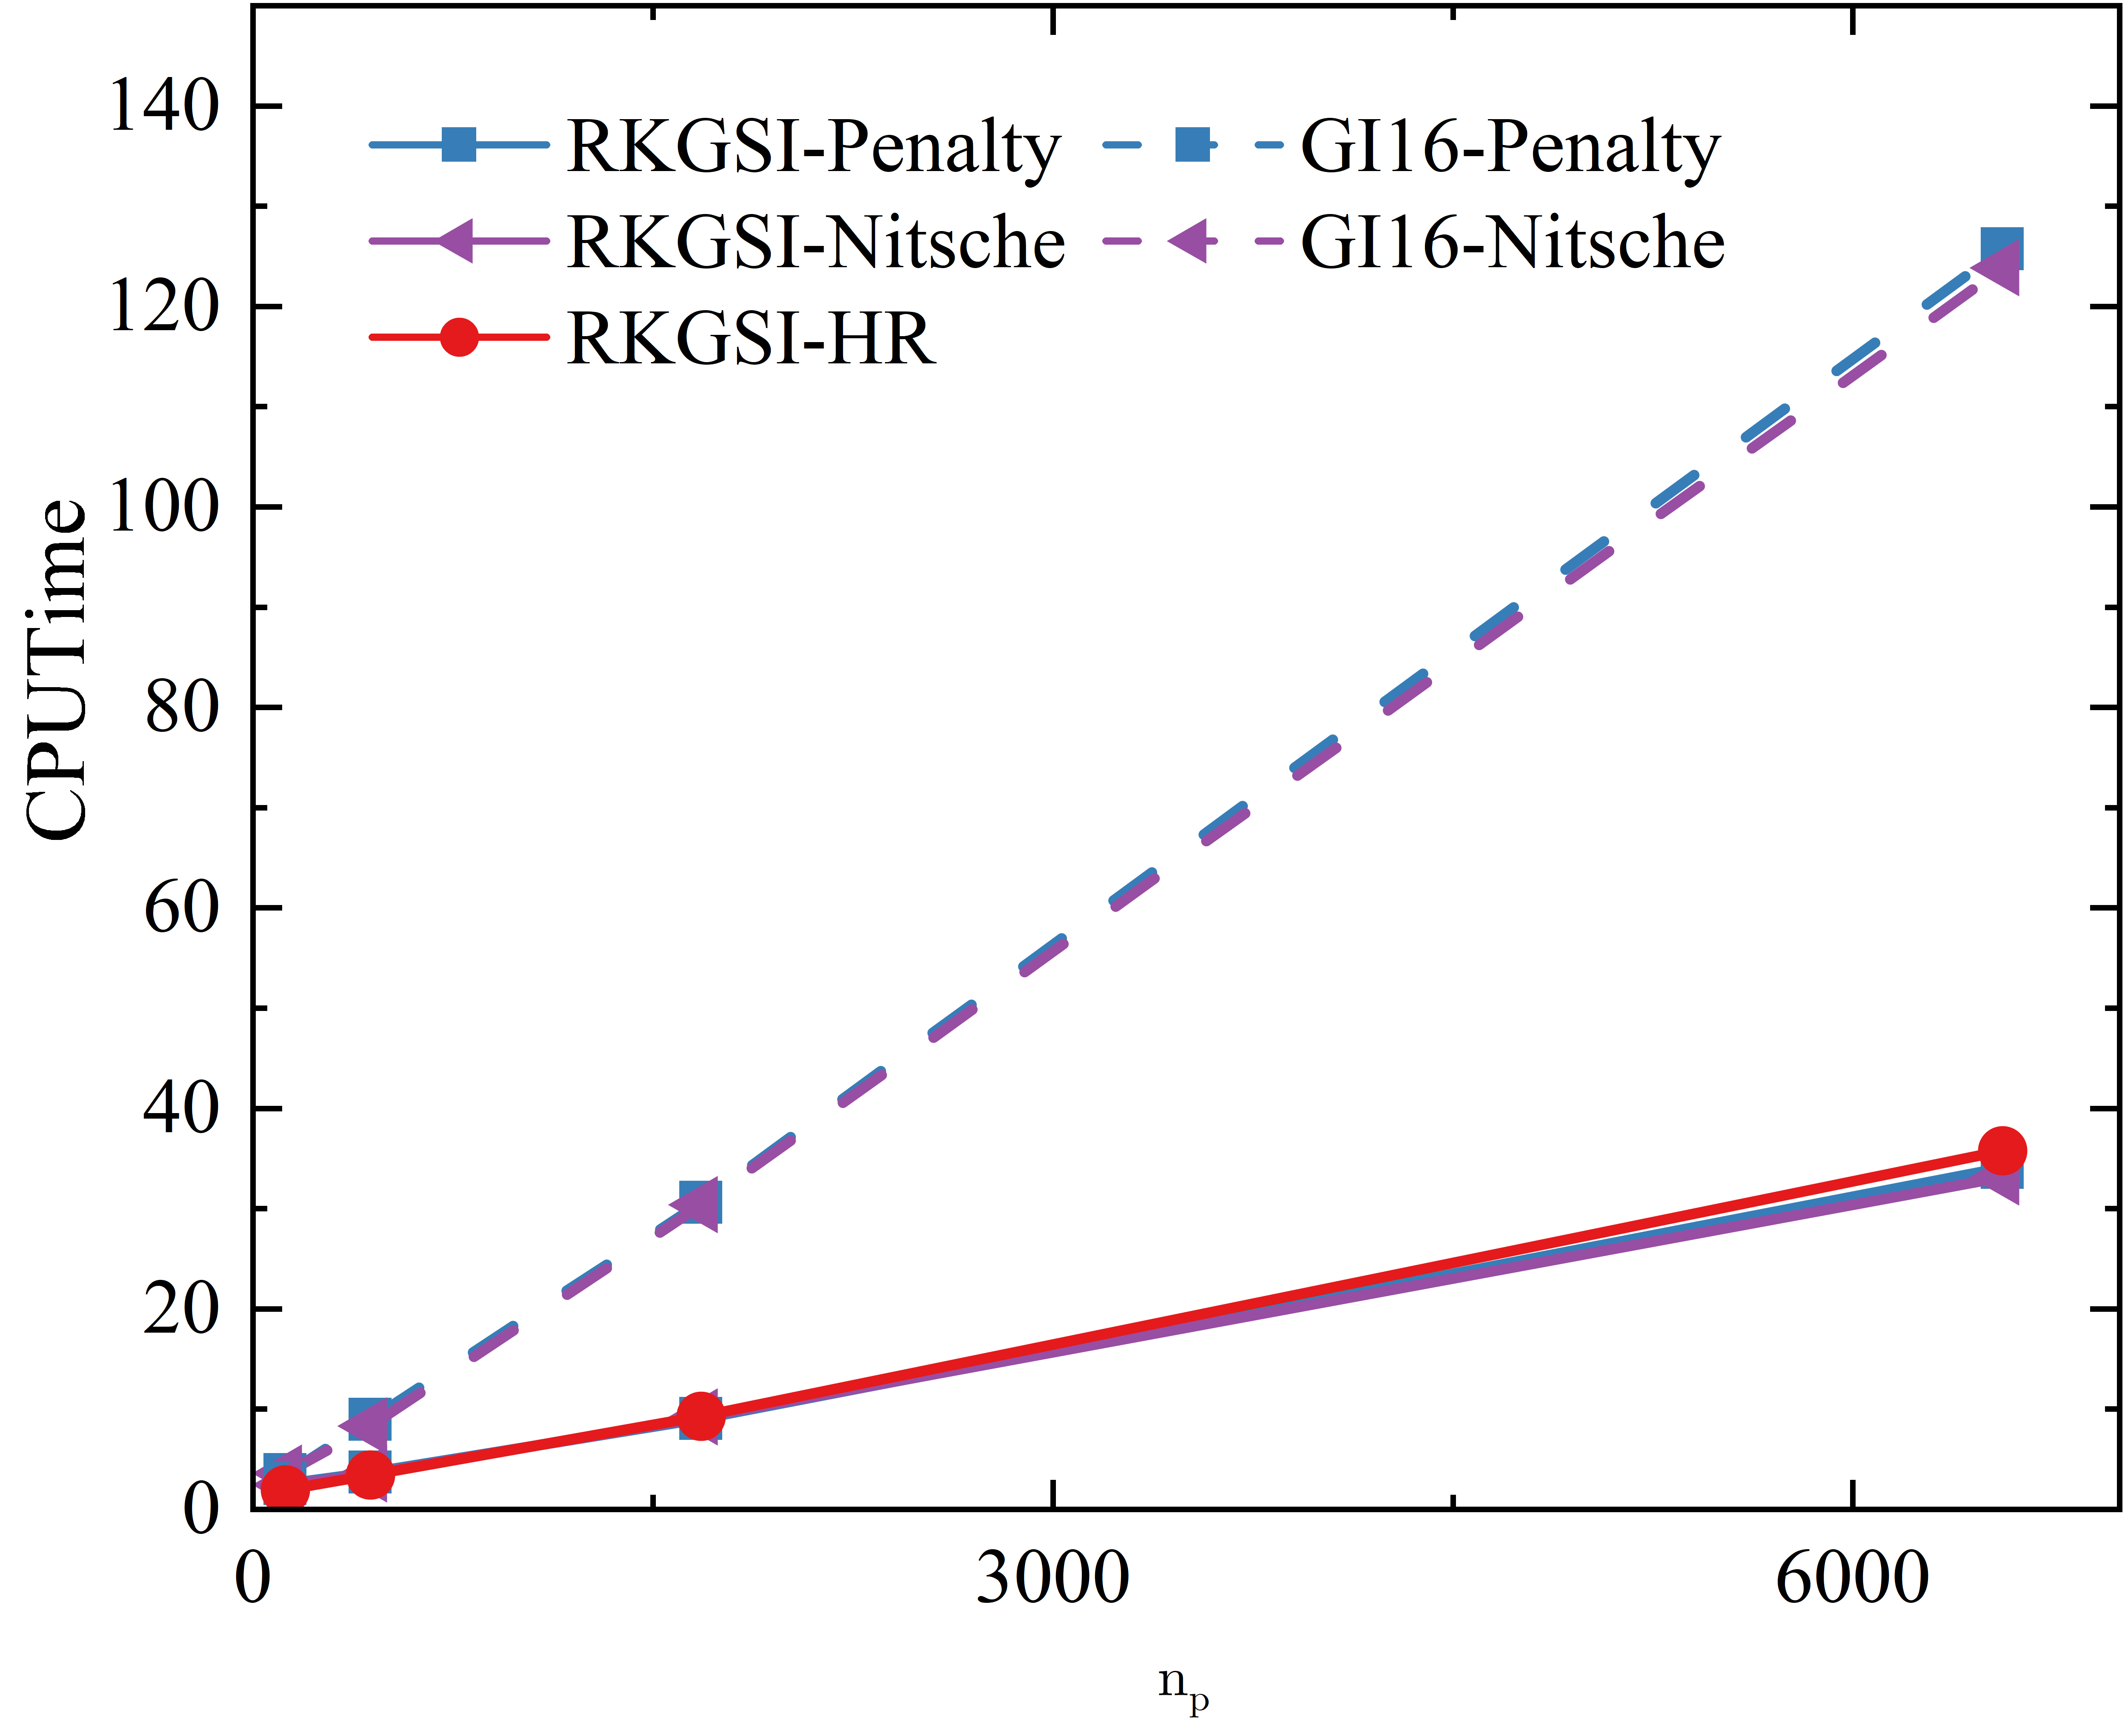 140
120
100
80
60
40
20
0
CPUTime
RKGSI-Penalty
GI16-Penalty
RKGSI-Nitsche
GI16-Nitsche
RKGSI-HR
0 3000 6000
n_p